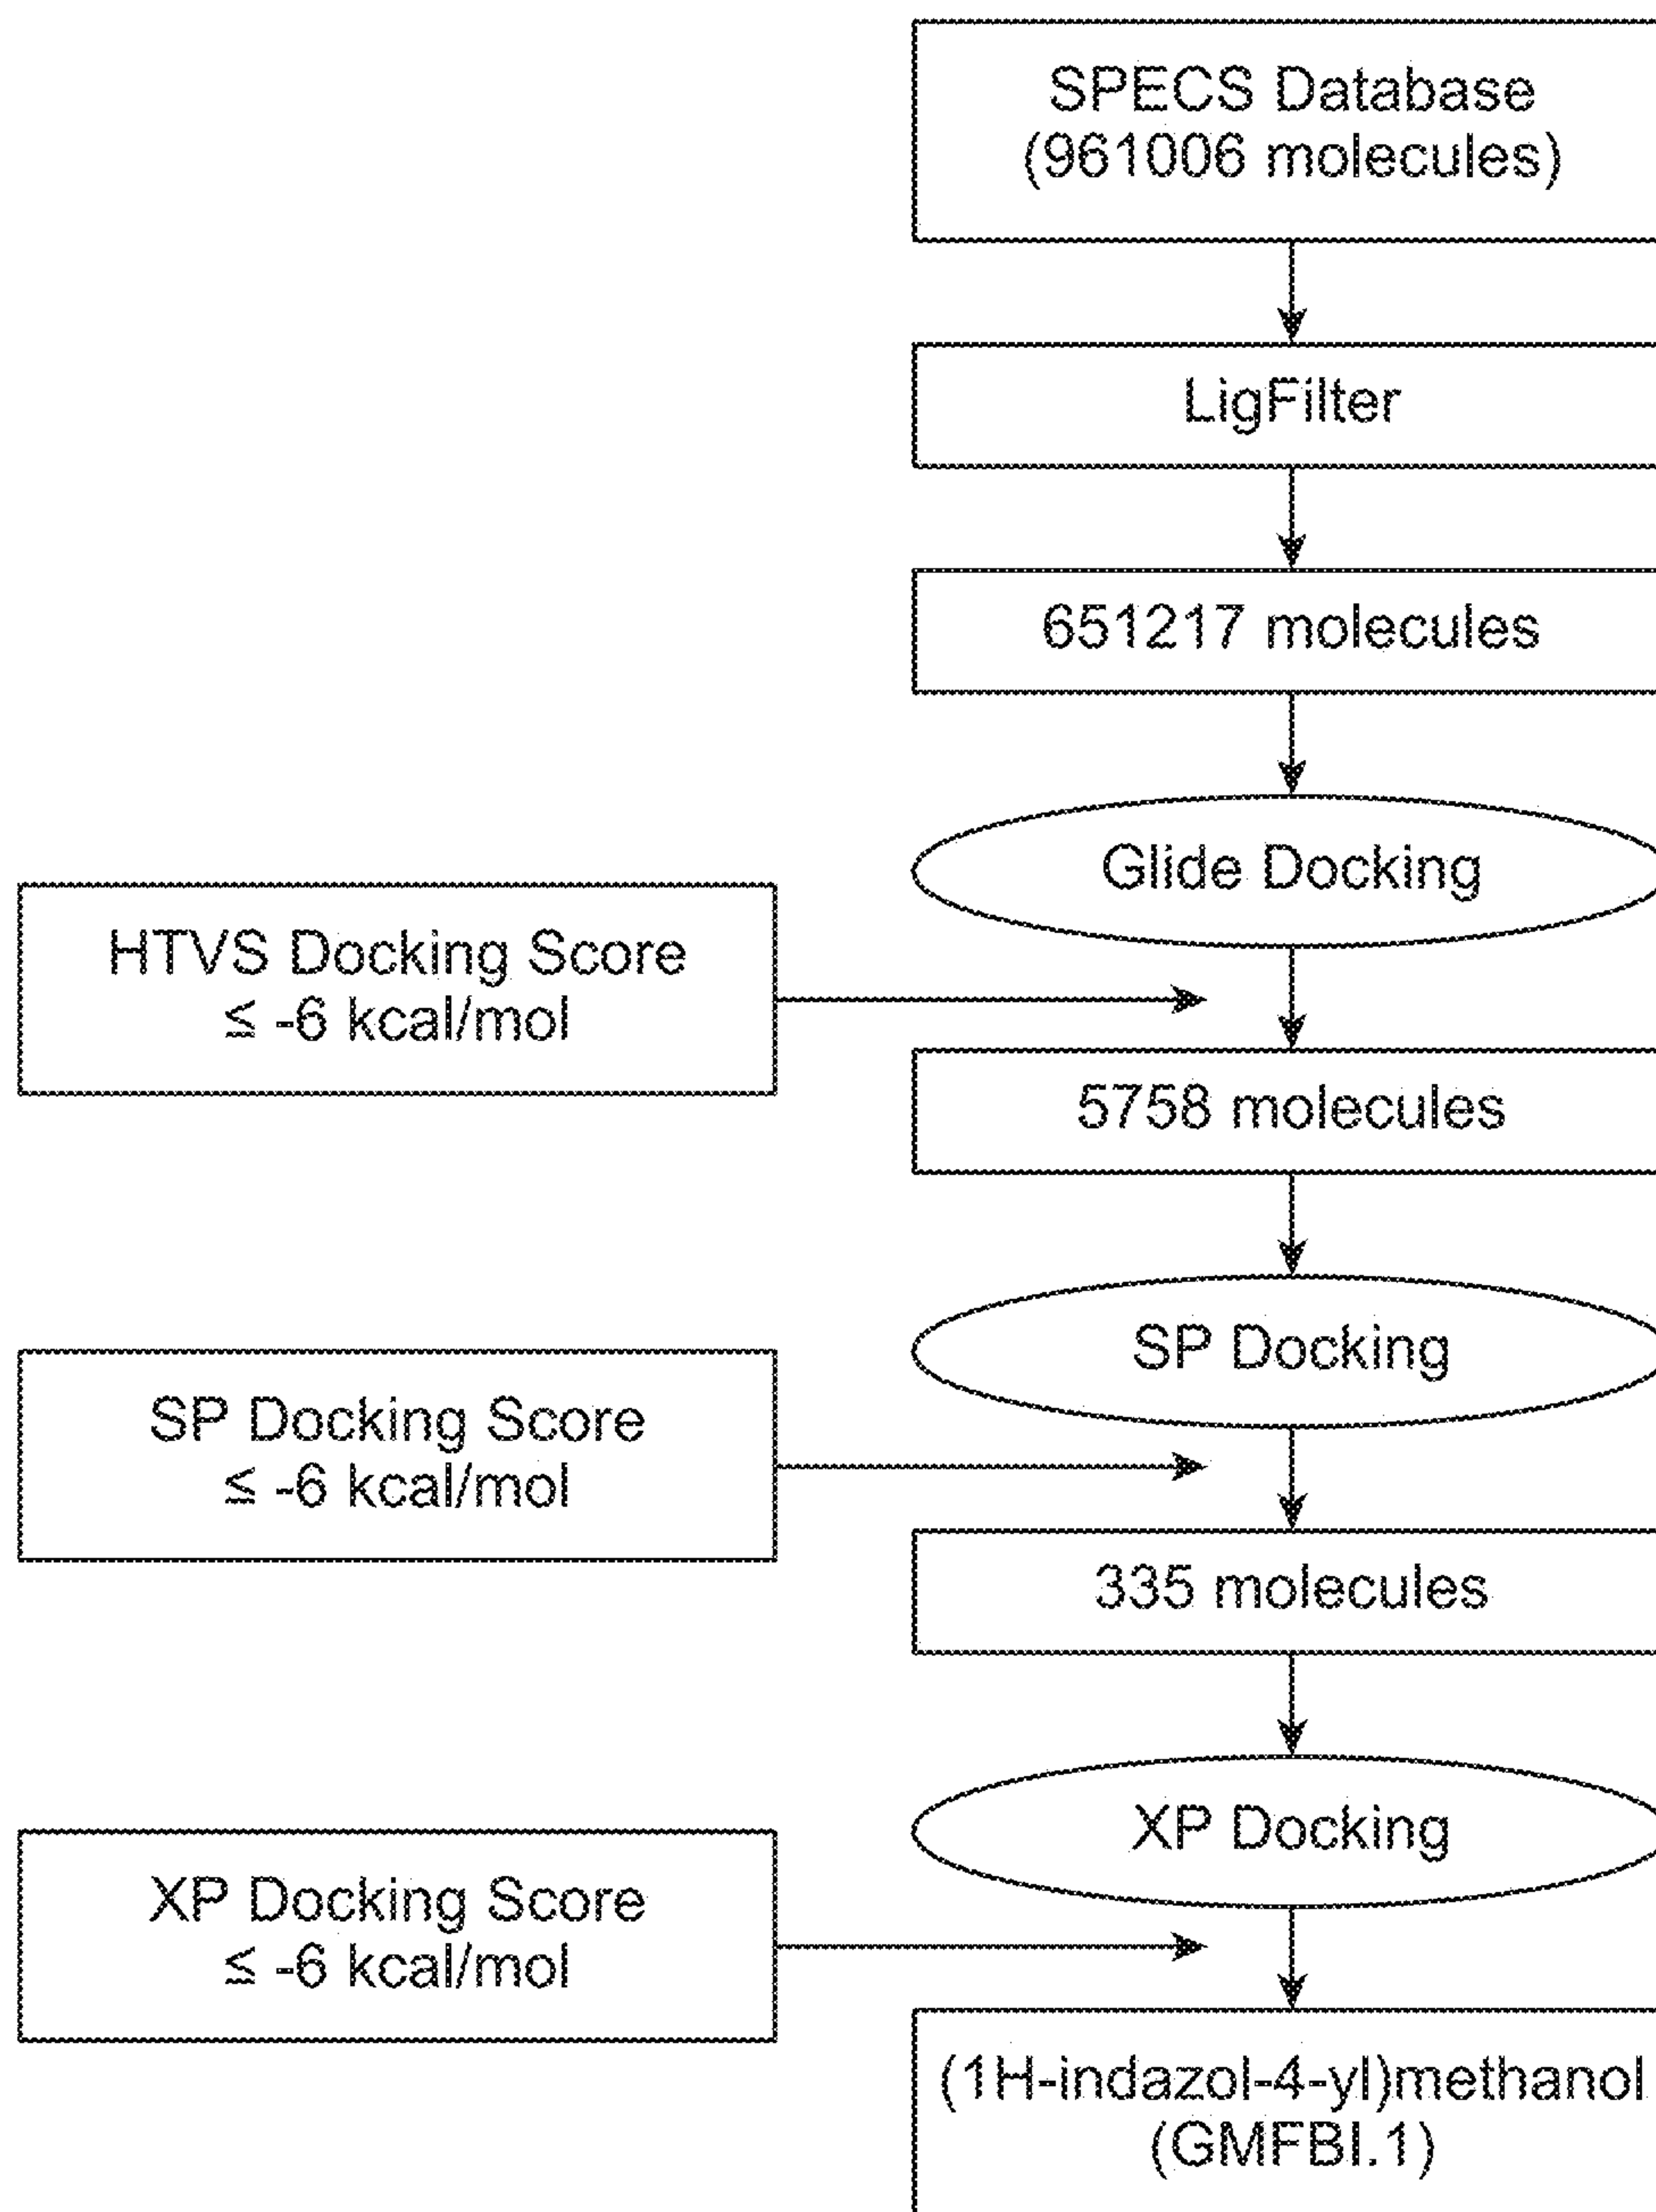 SPECS Database
(961006 molecules)
LigFilter
651217 molecules
Glide Docking
HTVS Docking Score
≤ -6 kcal/mol
5758 molecules
SP Docking
SP Docking Score
≤ -6 kcal/mol
335 molecules
XP Docking
XP Docking Score
≤ -6 kcal/mol
(1H-indazol-4-yl)methanol
(GMFBI.1)